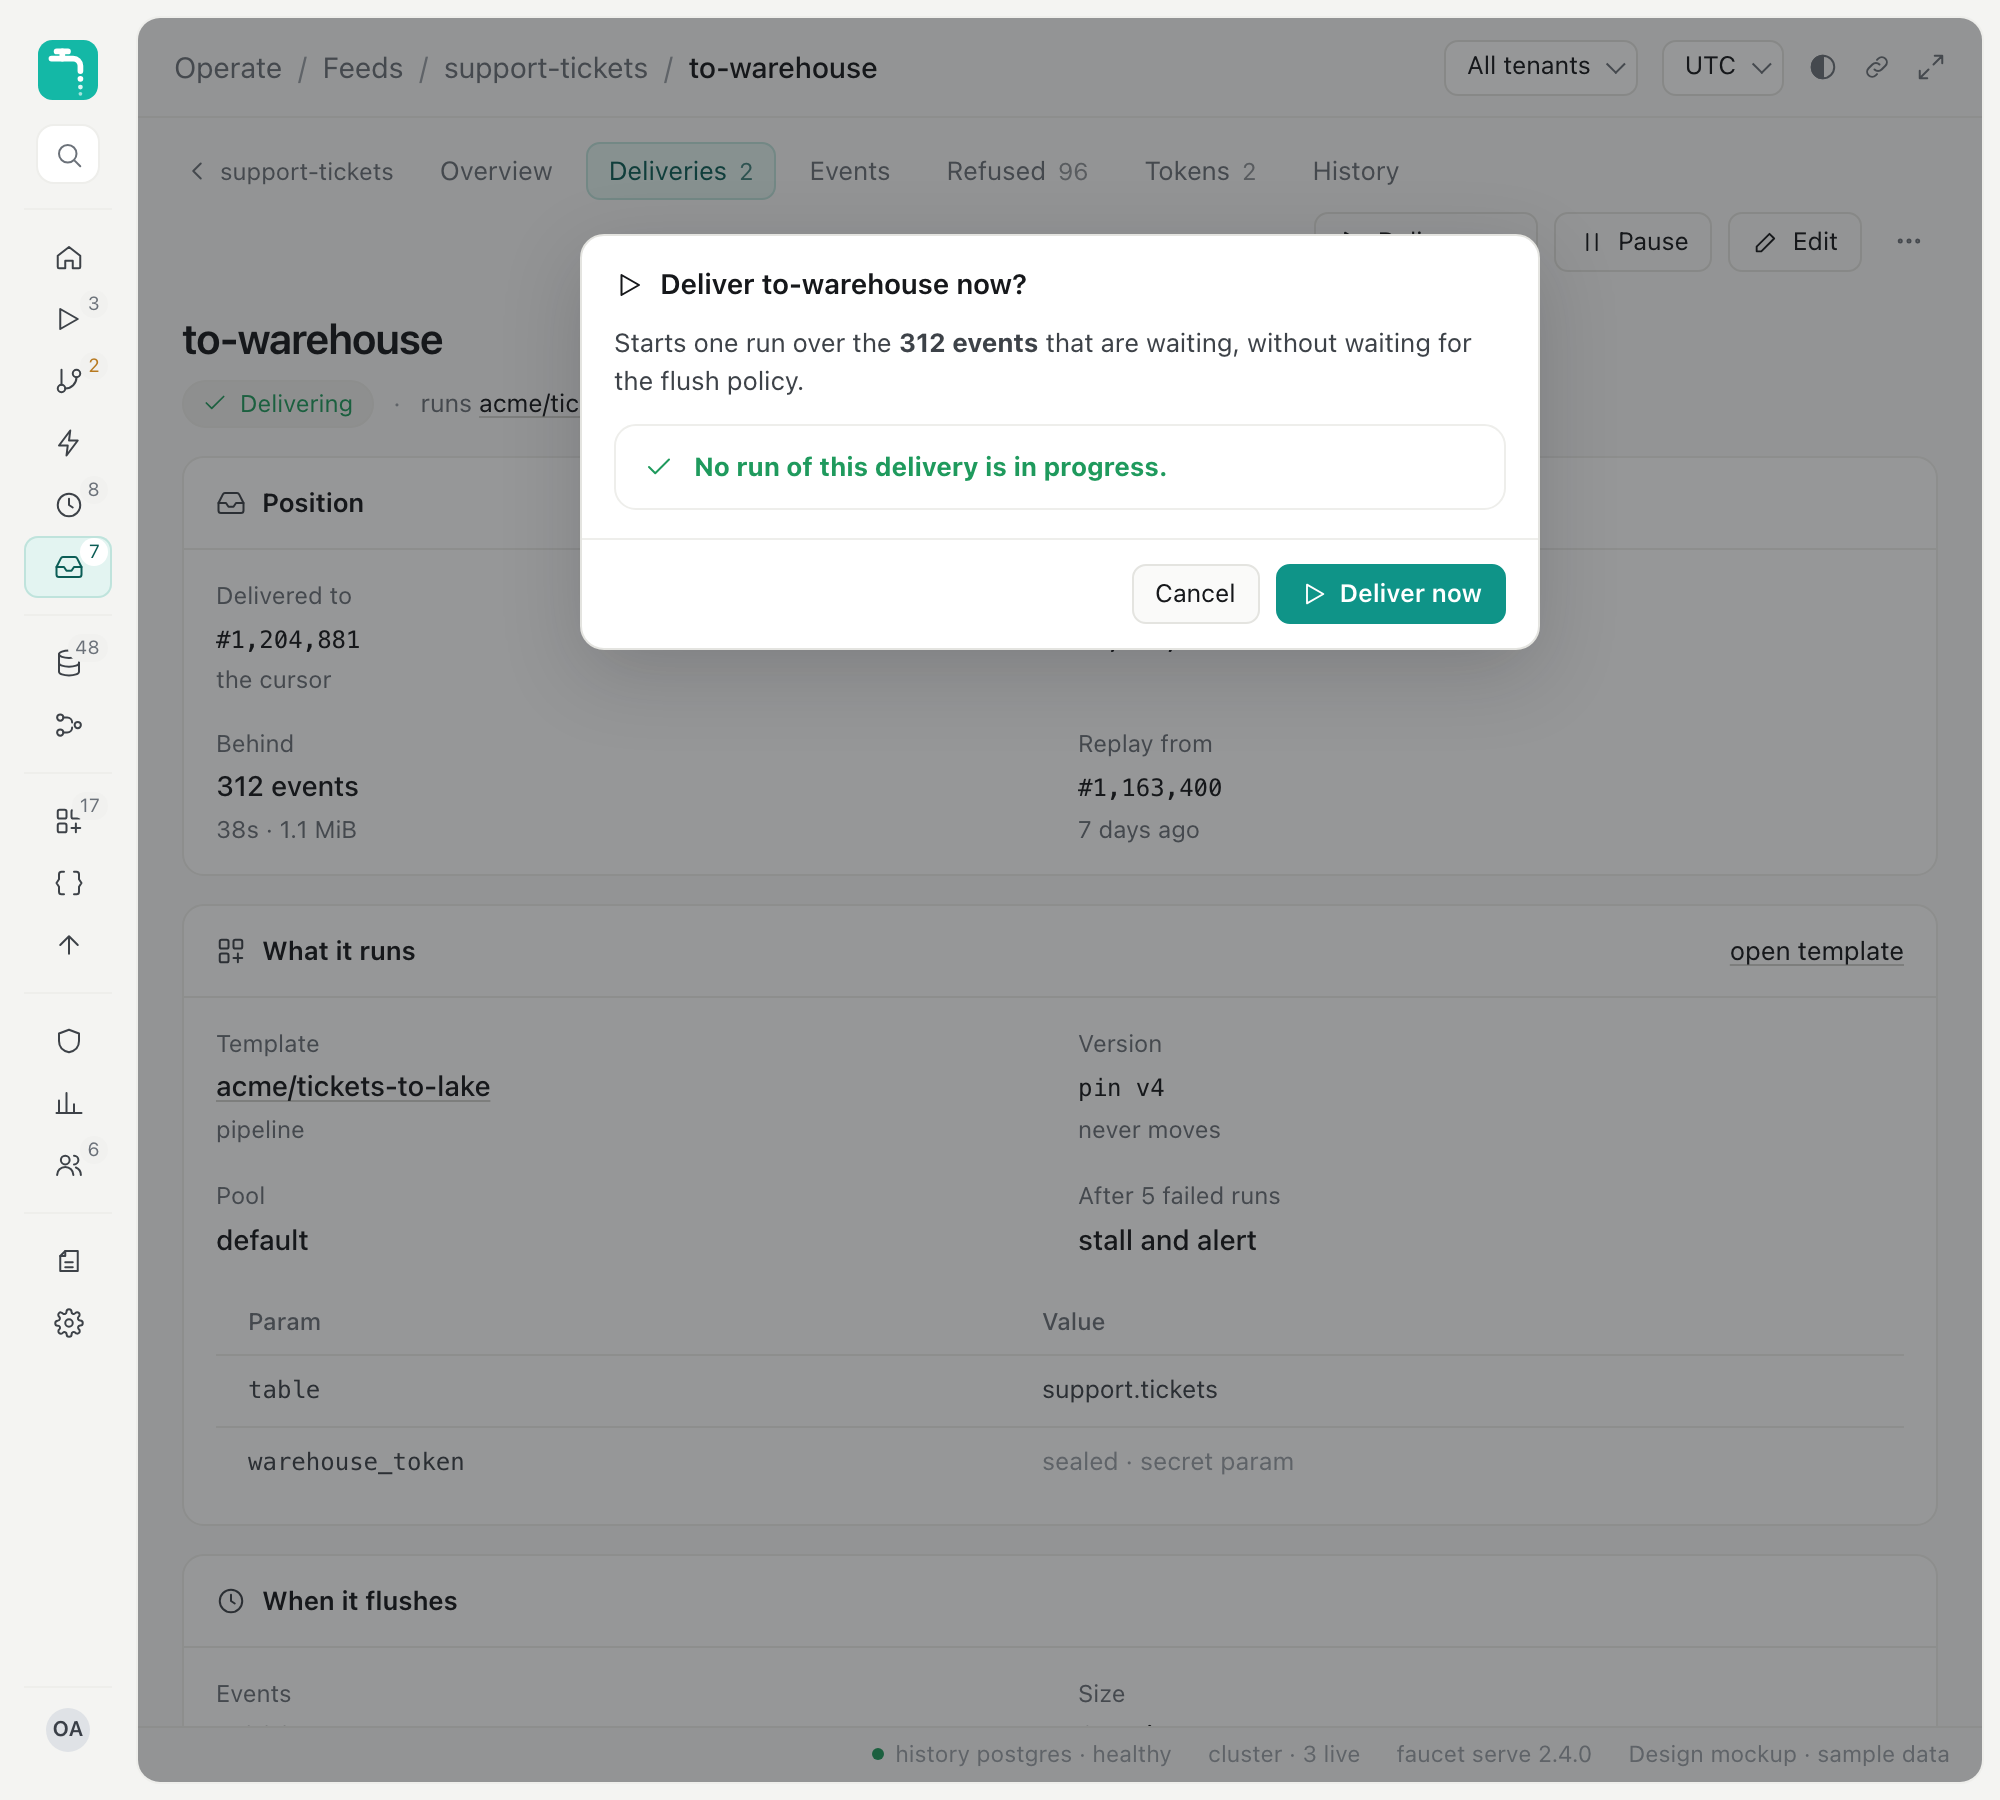 Operate / Feeds / support-tickets / to-warehouse
All tenants
UTC
support-tickets
Overview
Deliveries 2
Events
Refused 96
Tokens 2
History
Pause
Edit
Deliver to-warehouse now?
Starts one run over the 312 events that are waiting, without waiting for
the flush policy.
No run of this delivery is in progress.
Cancel
Deliver now
to-warehouse
Delivering · runs acme/tic
Position
Delivered to
#1,204,881
the cursor
Behind
312 events
38s · 1.1 MiB
Replay from
#1,163,400
7 days ago
What it runs
open template
Template
acme/tickets-to-lake
pipeline
Version
pin v4
never moves
Pool
default
After 5 failed runs
stall and alert
Param
Value
table
support.tickets
warehouse_token
sealed · secret param
When it flushes
Events
Size
3
2
8
7
48
17
6
OA
history postgres · healthy
cluster · 3 live
faucet serve 2.4.0
Design mockup · sample data